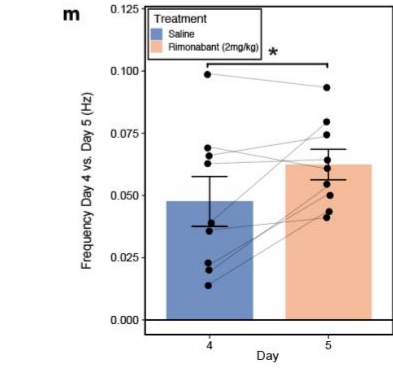 m
Treatment
Saline
Rimonabant (2mg/kg)
*
Frequency Day 4 vs. Day 5 (Hz)
0.125
0.100
0.075
0.050
0.025
0.000
4
5
Day